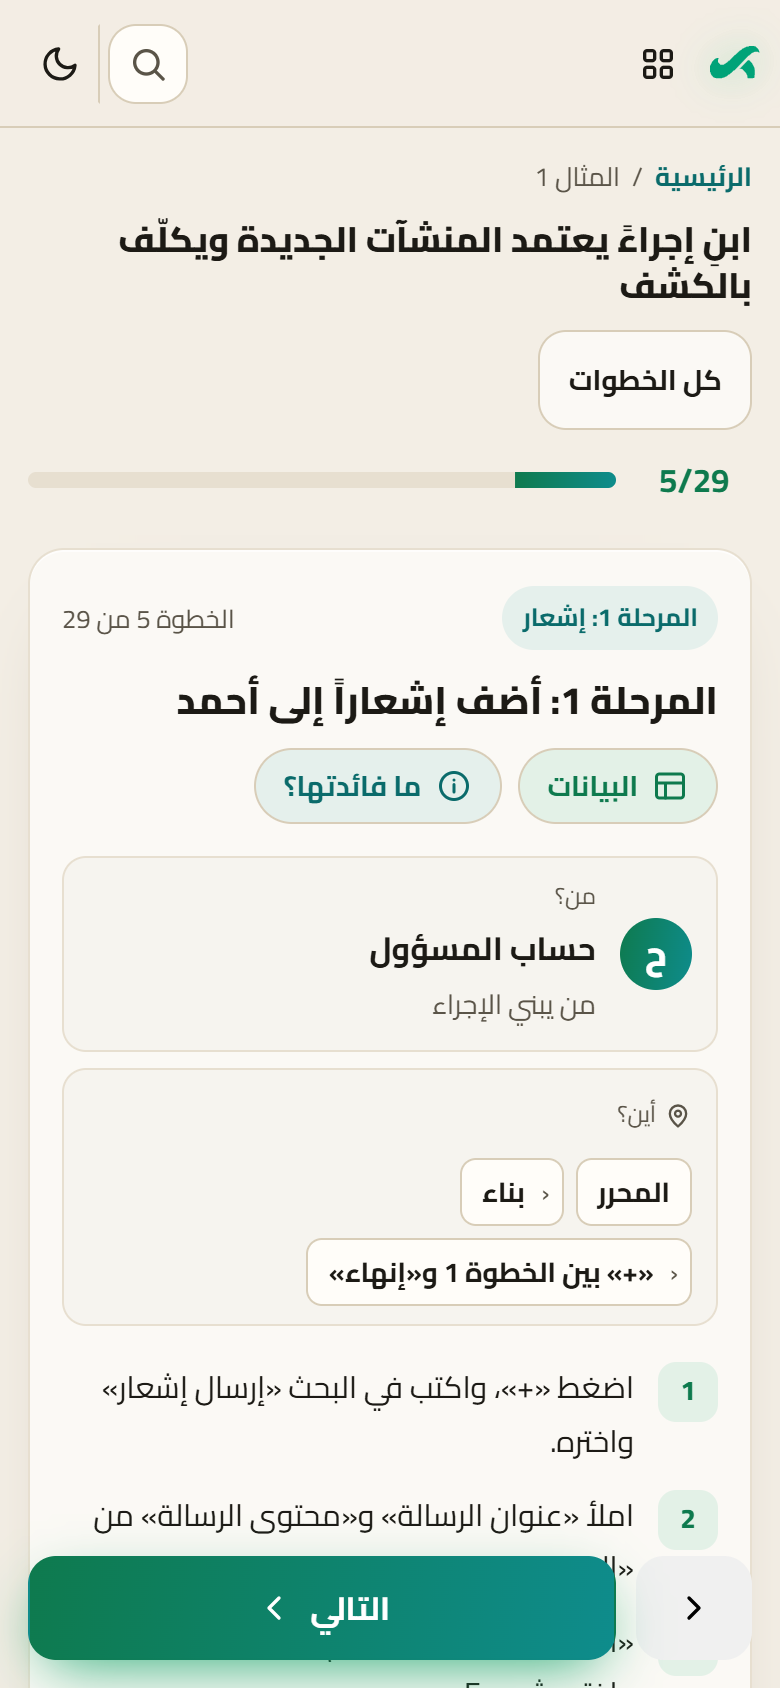 الرئيسية / المثال 1
ابنِ إجراءً يعتمد المنشآت الجديدة ويكلّف
بالكشف
كل الخطوات
5/29
المرحلة 1: إشعار
الخطوة 5 من 29
المرحلة 1: أضف إشعاراً إلى أحمد
البيانات
ما فائدتها؟
من؟
ح
حساب المسؤول
من يبني الإجراء
أين؟
المحرر
‹ بناء
‹ «+» بين الخطوة 1 و«إنهاء»
1
اضغط «+»، واكتب في البحث «إرسال إشعار»
واختره.
2
املأ «عنوان الرسالة» و«محتوى الرسالة» من
التالي